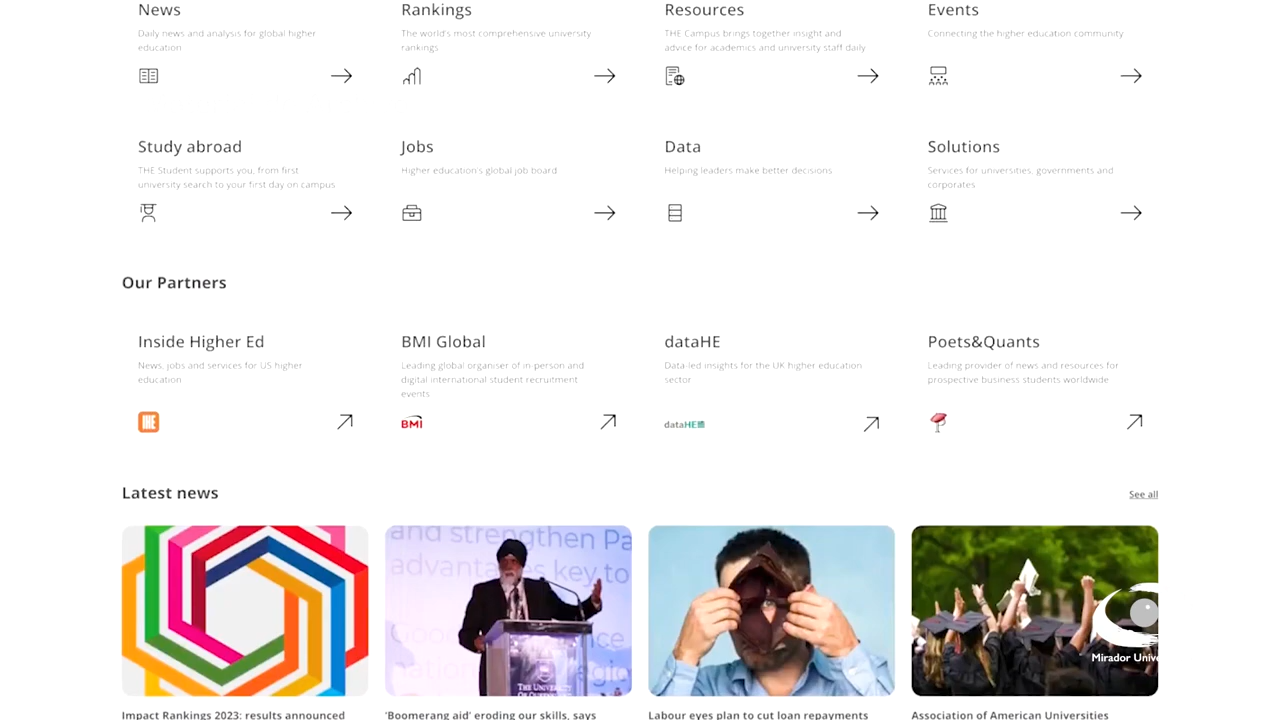 News
Rankings
Resources
Events
Daily news and analysis for global higher
education
The world's most comprehensive university
rankings
THE Campus brings together insight and
advice for academics and university staff daily
Connecting the higher education community
Study abroad
Jobs
Data
Solutions
THE Student supports you, from first
university search to your first day on campus
Higher education's global job board
Helping leaders make better decisions
Services for universities, governments and
corporates
Our Partners
Inside Higher Ed
BMI Global
dataHE
Poets&Quants
News, jobs and services for US higher
education
Leading global organiser of in-person and
digital international student recruitment
events
Data-led insights for the UK higher education
sector
Leading provider of news and resources for
prospective business students worldwide
THE
BMI
dataHE
Latest news
See all
and strengthen Pa
advantages key to
THE UNIVERSITY
Mirador Unive
Impact Rankings 2023: results announced
'Boomerang aid' eroding our skills, says
Labour eyes plan to cut loan repayments
Association of American Universities